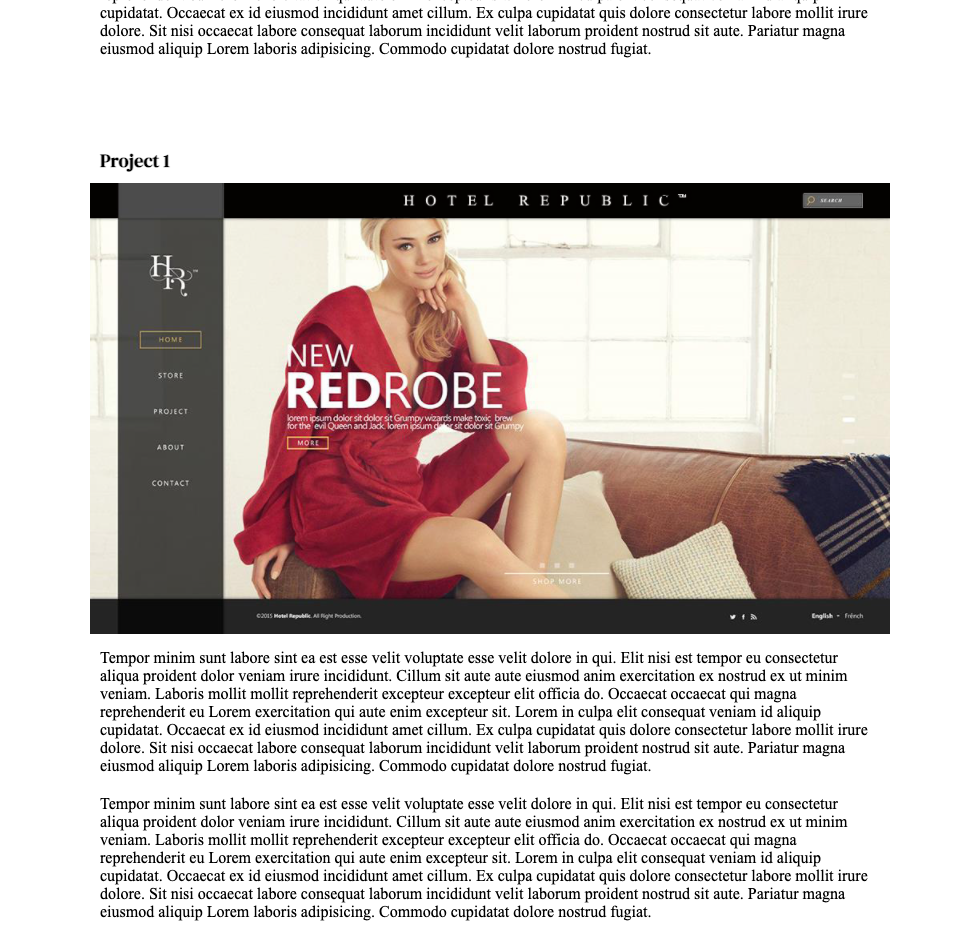 cupidatat. Occaecat ex id eiusmod incididunt amet cillum. Ex culpa cupidatat quis dolore consectetur labore mollit irure
dolore. Sit nisi occaecat labore consequat laborum incididunt velit laborum proident nostrud sit aute. Pariatur magna
eiusmod aliquip Lorem laboris adipisicing. Commodo cupidatat dolore nostrud fugiat.
Project 1
HOTEL REPUBLIC™
SEARCH
HR™
HOME
STORE
PROJECT
ABOUT
CONTACT
NEW
REDROBE
lorem ipsum dolor sit dolor sit Grumpy wizards make toxic brew
for the evil Queen and Jack. lorem ipsum dolor sit dolor sit Grumpy
MORE
SHOP MORE
©2015 Hotel Republic. All Right Production.
English - Frénch
Tempor minim sunt labore sint ea est esse velit voluptate esse velit dolore in qui. Elit nisi est tempor eu consectetur
aliqua proident dolor veniam irure incididunt. Cillum sit aute aute eiusmod anim exercitation ex nostrud ex ut minim
veniam. Laboris mollit mollit reprehenderit excepteur excepteur elit officia do. Occaecat occaecat qui magna
reprehenderit eu Lorem exercitation qui aute enim excepteur sit. Lorem in culpa elit consequat veniam id aliquip
cupidatat. Occaecat ex id eiusmod incididunt amet cillum. Ex culpa cupidatat quis dolore consectetur labore mollit irure
dolore. Sit nisi occaecat labore consequat laborum incididunt velit laborum proident nostrud sit aute. Pariatur magna
eiusmod aliquip Lorem laboris adipisicing. Commodo cupidatat dolore nostrud fugiat.
Tempor minim sunt labore sint ea est esse velit voluptate esse velit dolore in qui. Elit nisi est tempor eu consectetur
aliqua proident dolor veniam irure incididunt. Cillum sit aute aute eiusmod anim exercitation ex nostrud ex ut minim
veniam. Laboris mollit mollit reprehenderit excepteur excepteur elit officia do. Occaecat occaecat qui magna
reprehenderit eu Lorem exercitation qui aute enim excepteur sit. Lorem in culpa elit consequat veniam id aliquip
cupidatat. Occaecat ex id eiusmod incididunt amet cillum. Ex culpa cupidatat quis dolore consectetur labore mollit irure
dolore. Sit nisi occaecat labore consequat laborum incididunt velit laborum proident nostrud sit aute. Pariatur magna
eiusmod aliquip Lorem laboris adipisicing. Commodo cupidatat dolore nostrud fugiat.